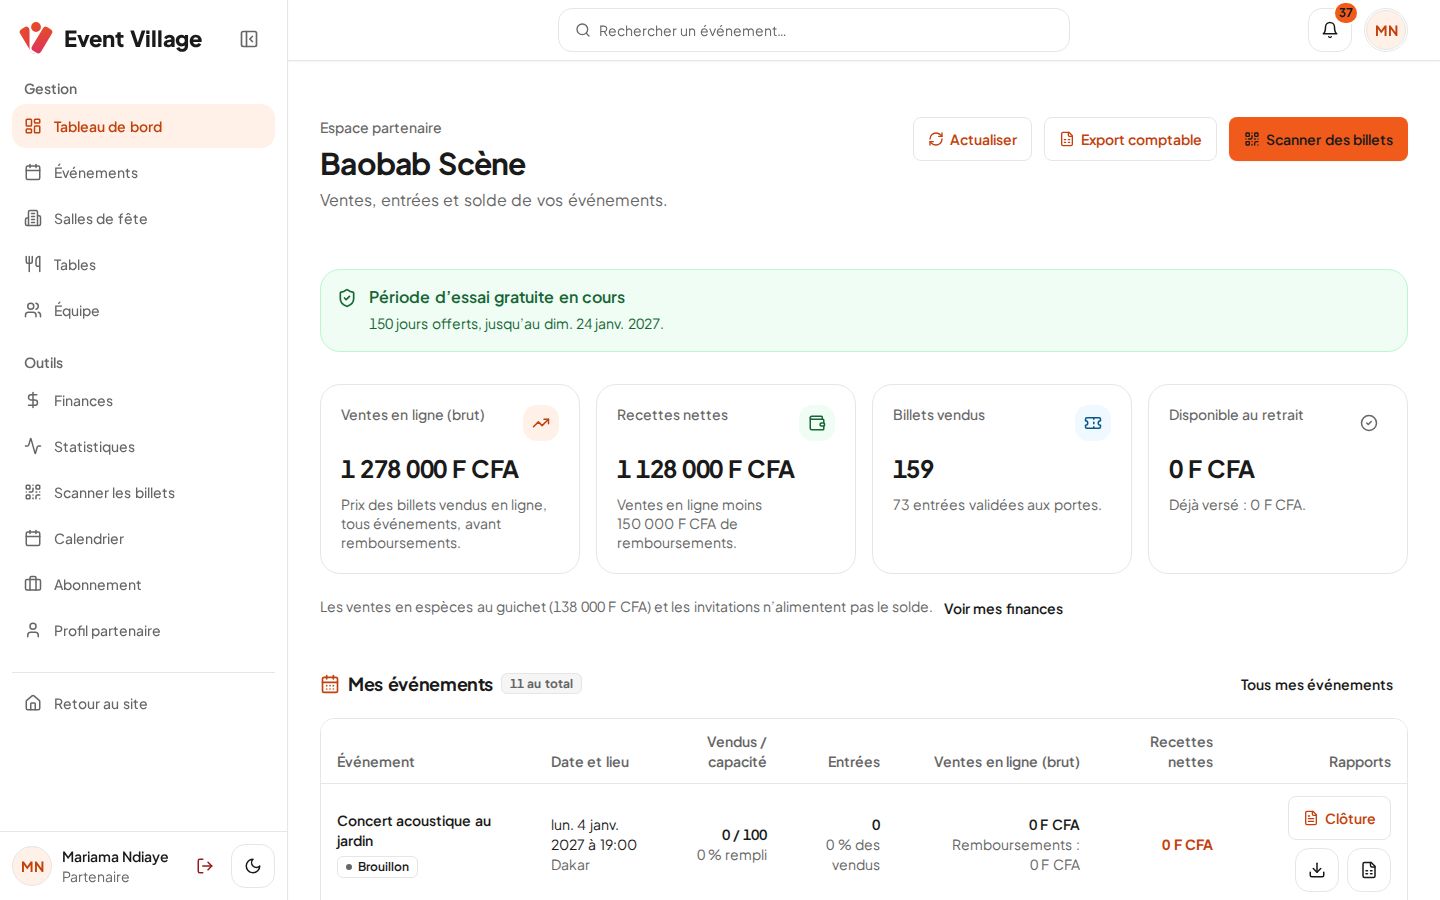 Event Village
Gestion
Tableau de bord
Événements
Salles de fête
Tables
Équipe
Outils
Finances
Statistiques
Scanner les billets
Calendrier
Abonnement
Profil partenaire
Retour au site
MN
Mariama Ndiaye
Partenaire
Rechercher un événement…
37
MN
Espace partenaire
Baobab Scène
Ventes, entrées et solde de vos événements.
Actualiser
Export comptable
Scanner des billets
Période d’essai gratuite en cours
150 jours offerts, jusqu’au dim. 24 janv. 2027.
Ventes en ligne (brut)
1 278 000 F CFA
Prix des billets vendus en ligne,
tous événements, avant
remboursements.
Recettes nettes
1 128 000 F CFA
Ventes en ligne moins
150 000 F CFA de
remboursements.
Billets vendus
159
73 entrées validées aux portes.
Disponible au retrait
0 F CFA
Déjà versé : 0 F CFA.
Les ventes en espèces au guichet (138 000 F CFA) et les invitations n’alimentent pas le solde. Voir mes finances
Mes événements 11 au total
Tous mes événements
Événement
Date et lieu
Vendus /
capacité
Entrées
Ventes en ligne (brut)
Recettes
nettes
Rapports
Concert acoustique au
jardin
Brouillon
lun. 4 janv.
2027 à 19:00
Dakar
0 / 100
0 % rempli
0
0 % des
vendus
0 F CFA
Remboursements :
0 F CFA
0 F CFA
Clôture